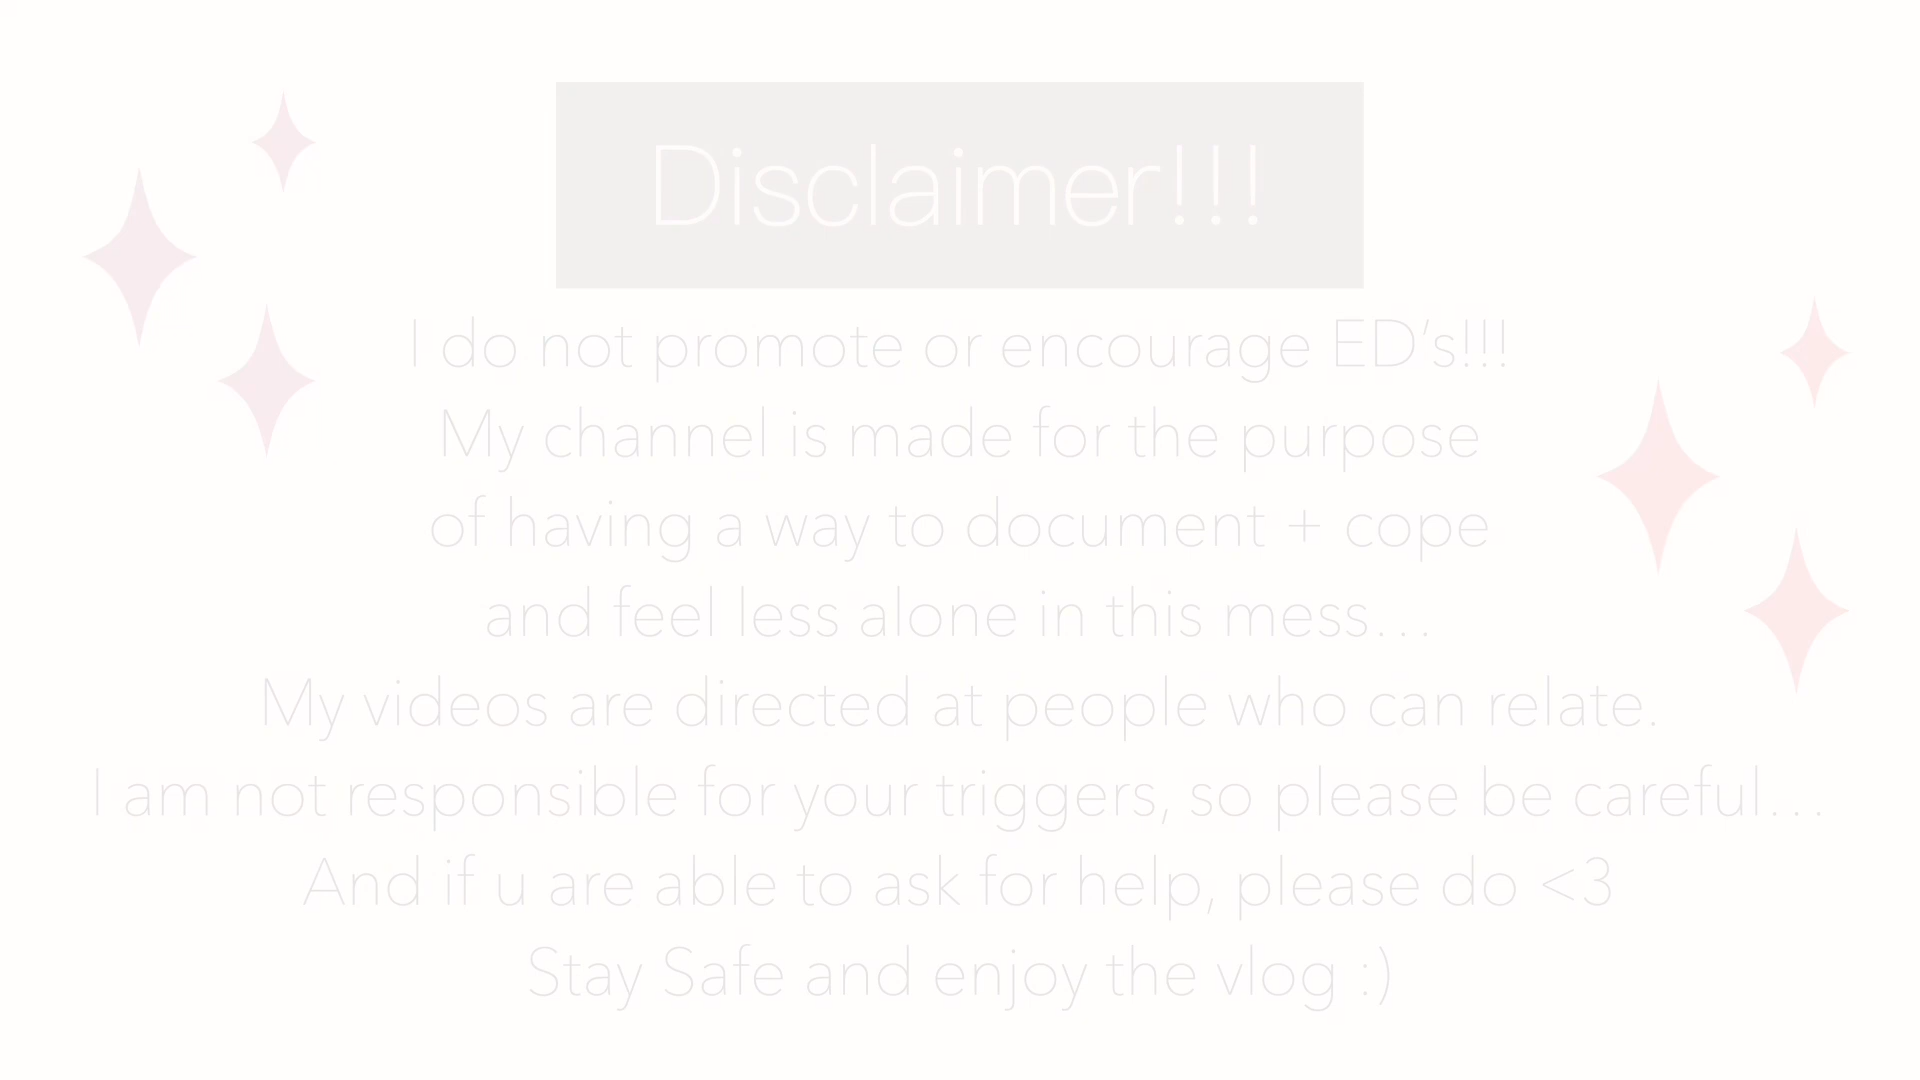 Disclaimer!!!
I do not promote or encourage ED's!!!
My channel is made for the purpose
of having a way to document + cope
and feel less alone in this mess...
My videos are directed at people who can relate.
I am not responsible for your triggers, so please be careful...
And if u are able to ask for help, please do <3
Stay Safe and enjoy the vlog :)